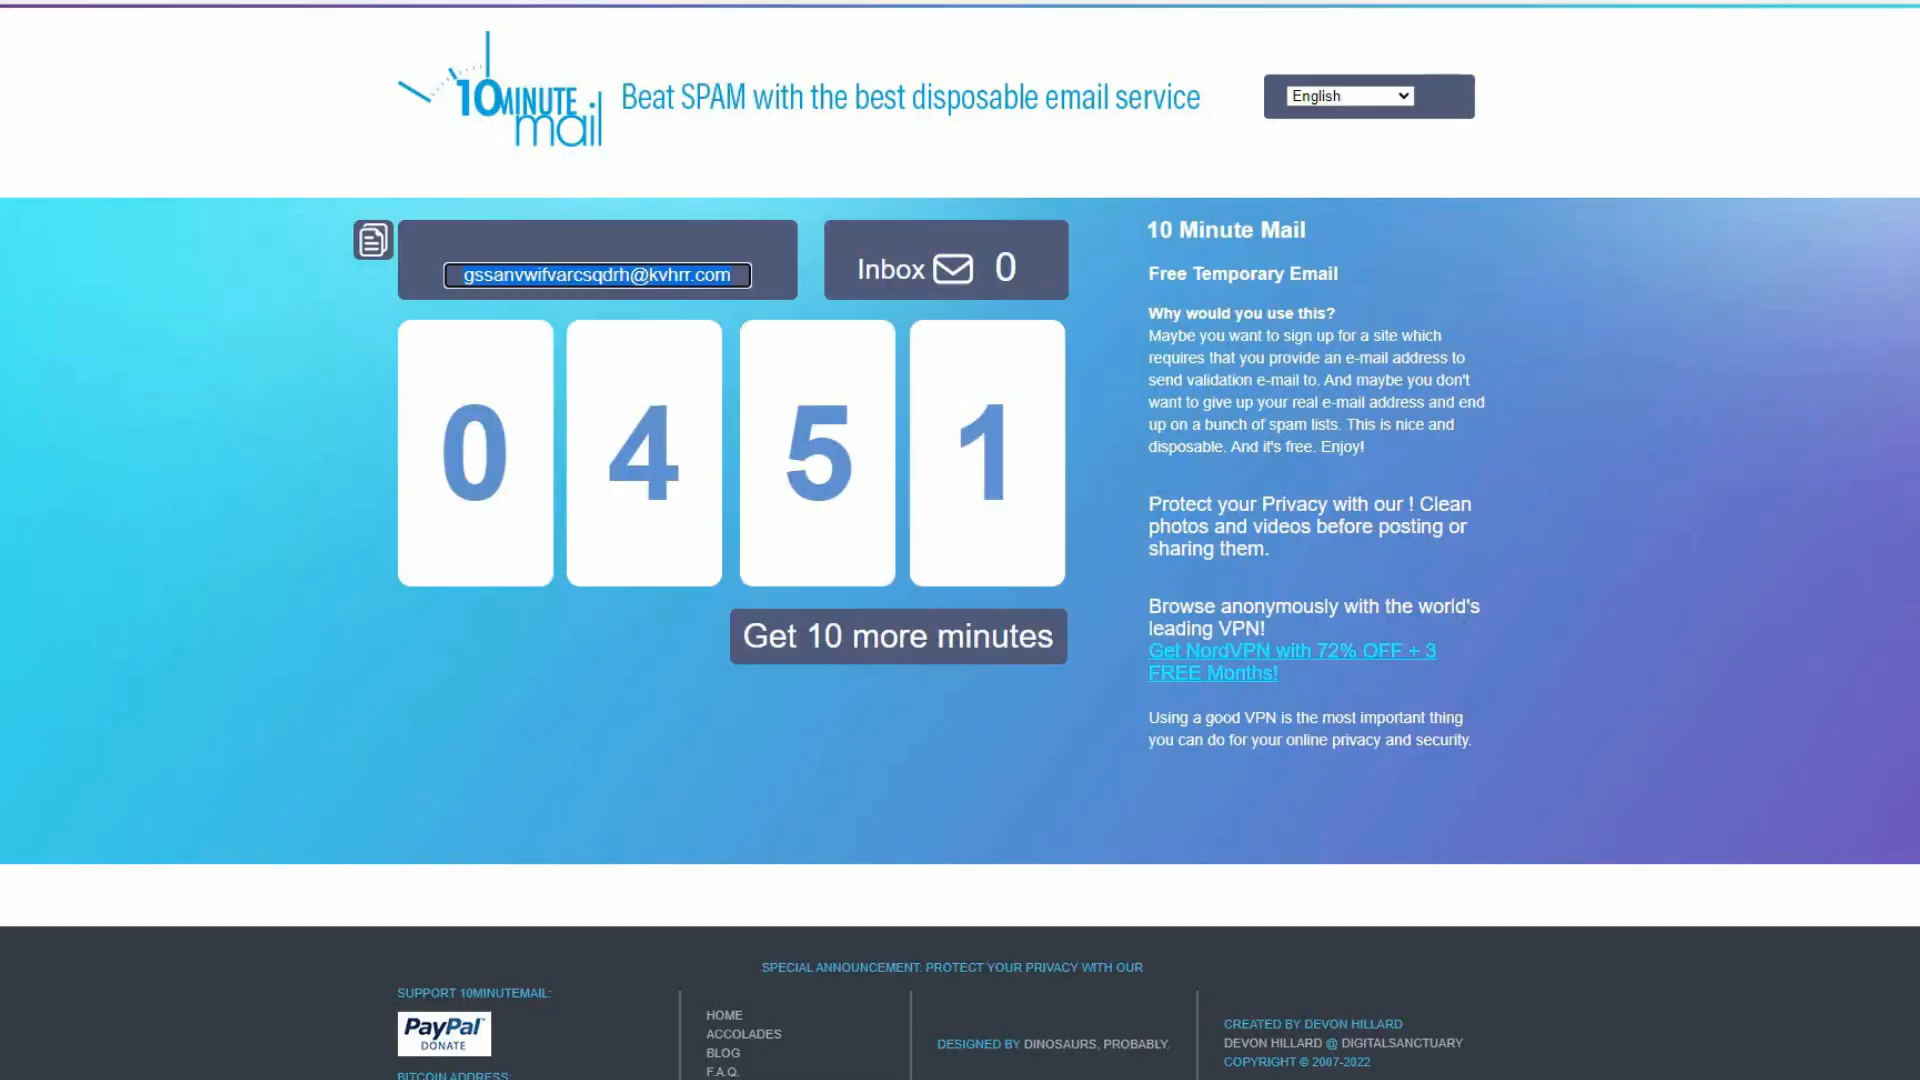 10MINUTE
mail
Beat SPAM with the best disposable email service
English
gssanvwifvarcsqdrh@kvhrr.com
Inbox 0
0 4 5 1
Get 10 more minutes
10 Minute Mail
Free Temporary Email
Why would you use this?
Maybe you want to sign up for a site which
requires that you provide an e-mail address to
send validation e-mail to. And maybe you don't
want to give up your real e-mail address and end
up on a bunch of spam lists. This is nice and
disposable. And it's free. Enjoy!
Protect your Privacy with our ! Clean
photos and videos before posting or
sharing them.
Browse anonymously with the world's
leading VPN!
Get NordVPN with 72% OFF + 3
FREE Months!
Using a good VPN is the most important thing
you can do for your online privacy and security.
SPECIAL ANNOUNCEMENT: PROTECT YOUR PRIVACY WITH OUR
SUPPORT 10MINUTEMAIL:
PayPal
DONATE
BITCOIN ADDRESS:
HOME
ACCOLADES
BLOG
F.A.Q.
DESIGNED BY DINOSAURS, PROBABLY.
CREATED BY DEVON HILLARD
DEVON HILLARD @ DIGITALSANCTUARY
COPYRIGHT © 2007-2022